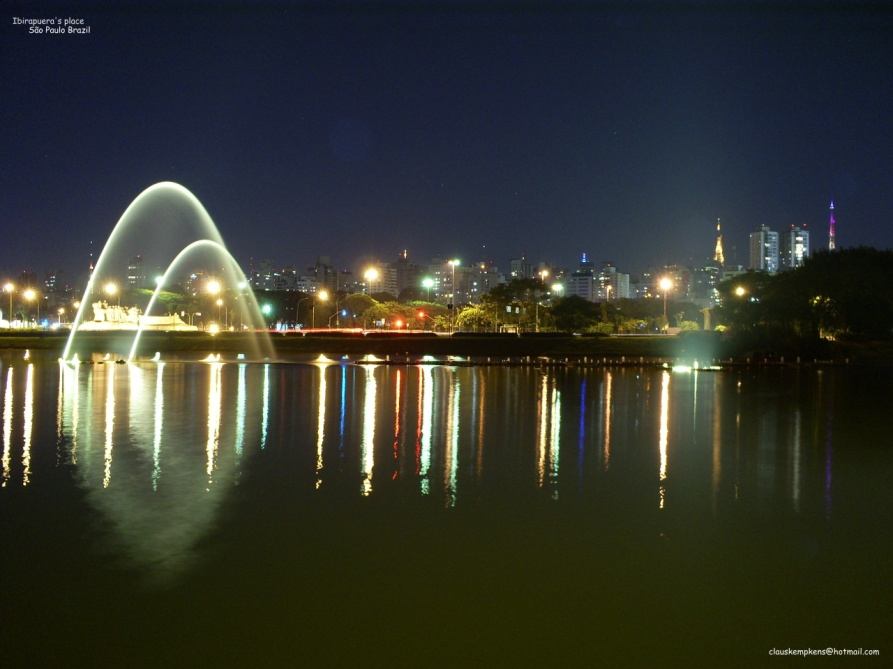 Ibirapuera's place
São Paulo Brazil
clauskempkens@hotmail.com